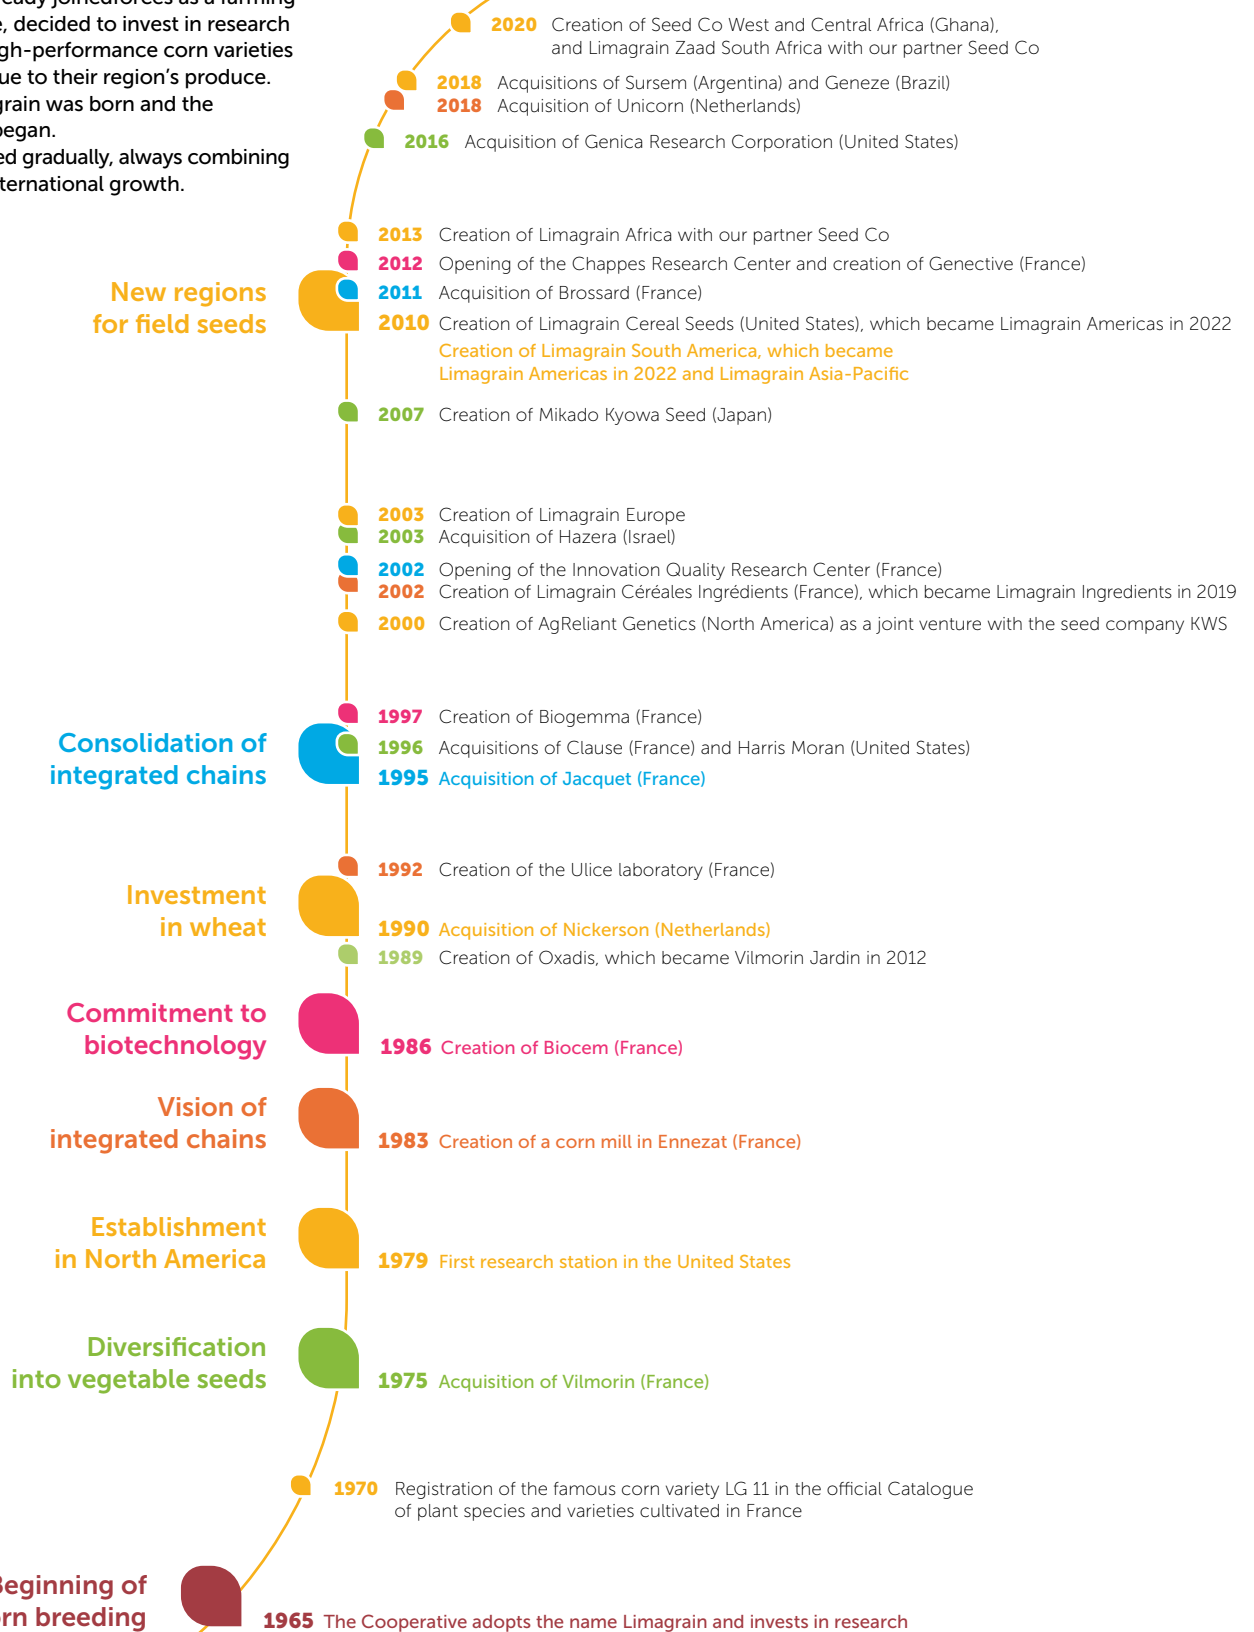 joinedforces as a farming
decided to invest in research
gh-performance corn varieties
ue to their region's produce.
grain was born and the
began.
ed gradually, always combining
nternational growth.
2020 Creation of Seed Co West and Central Africa (Ghana),
and Limagrain Zaad South Africa with our partner Seed Co
2018 Acquisitions of Sursem (Argentina) and Geneze (Brazil)
2018 Acquisition of Unicorn (Netherlands)
2016 Acquisition of Genica Research Corporation (United States)
2013 Creation of Limagrain Africa with our partner Seed Co
2012 Opening of the Chappes Research Center and creation of Genective (France)
New regions
for field seeds
2011 Acquisition of Brossard (France)
2010 Creation of Limagrain Cereal Seeds (United States), which became Limagrain Americas in 2022
Creation of Limagrain South America, which became
Limagrain Americas in 2022 and Limagrain Asia-Pacific
2007 Creation of Mikado Kyowa Seed (Japan)
2003 Creation of Limagrain Europe
2003 Acquisition of Hazera (Israel)
2002 Opening of the Innovation Quality Research Center (France)
2002 Creation of Limagrain Céréales Ingrédients (France), which became Limagrain Ingredients in 2019
2000 Creation of AgReliant Genetics (North America) as a joint venture with the seed company KWS
1997 Creation of Biogemma (France)
Consolidation of
integrated chains
1996 Acquisitions of Clause (France) and Harris Moran (United States)
1995 Acquisition of Jacquet (France)
1992 Creation of the Ulice laboratory (France)
Investment
in wheat
1990 Acquisition of Nickerson (Netherlands)
1989 Creation of Oxadis, which became Vilmorin Jardin in 2012
Commitment to
biotechnology
1986 Creation of Biocem (France)
Vision of
integrated chains
1983 Creation of a corn mill in Ennezat (France)
Establishment
in North America
1979 First research station in the United States
Diversification
into vegetable seeds
1975 Acquisition of Vilmorin (France)
1970 Registration of the famous corn variety LG 11 in the official Catalogue
of plant species and varieties cultivated in France
Beginning of
rn breeding
1965 The Cooperative adopts the name Limagrain and invests in research